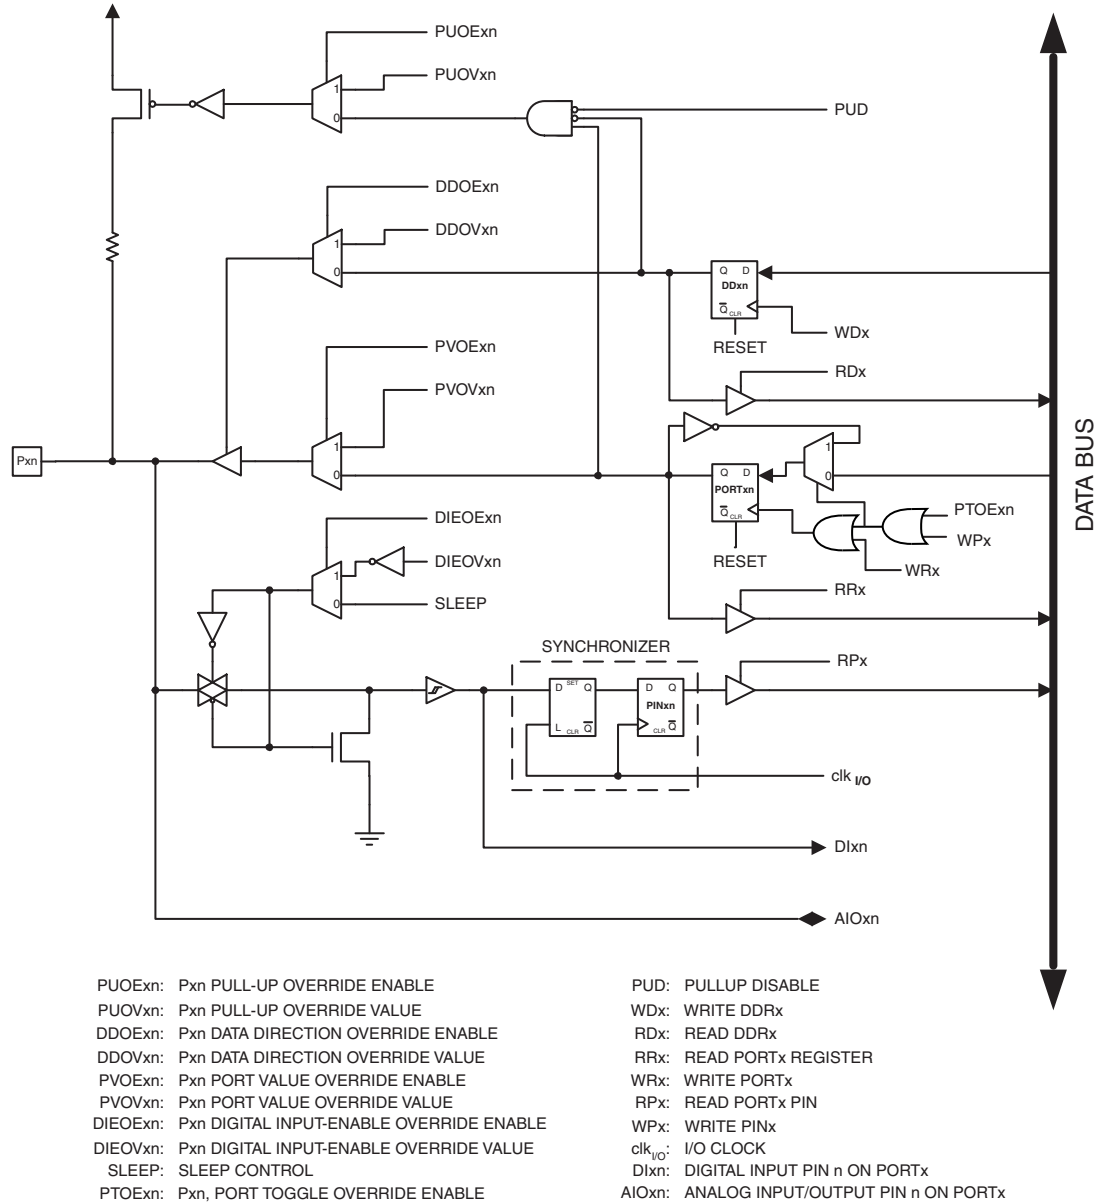 PUOExn
PUOVxn
1
0
PUD
DDOExn
DDOVxn
1
0
Q D
DDxn
Q CLR
WDx
RESET
PVOExn
RDx
PVOVxn
Pxn
1
0
1
0
Q D
PORTxn
Q CLR
PTOExn
WPx
WRx
RESET
DATA BUS
DIEOExn
DIEOVxn
1
0
SLEEP
RRx
SYNCHRONIZER
RPx
D SET Q
L CLR Q
D Q
PINxn
CLR Q
clk I/O
DIxn
AIOxn
PUOExn: Pxn PULL-UP OVERRIDE ENABLE
PUOVxn: Pxn PULL-UP OVERRIDE VALUE
DDOExn: Pxn DATA DIRECTION OVERRIDE ENABLE
DDOVxn: Pxn DATA DIRECTION OVERRIDE VALUE
PVOExn: Pxn PORT VALUE OVERRIDE ENABLE
PVOVxn: Pxn PORT VALUE OVERRIDE VALUE
DIEOExn: Pxn DIGITAL INPUT-ENABLE OVERRIDE ENABLE
DIEOVxn: Pxn DIGITAL INPUT-ENABLE OVERRIDE VALUE
SLEEP: SLEEP CONTROL
PTOExn: Pxn, PORT TOGGLE OVERRIDE ENABLE
PUD: PULLUP DISABLE
WDx: WRITE DDRx
RDx: READ DDRx
RRx: READ PORTx REGISTER
WRx: WRITE PORTx
RPx: READ PORTx PIN
WPx: WRITE PINx
clkI/O: I/O CLOCK
DIxn: DIGITAL INPUT PIN n ON PORTx
AIOxn: ANALOG INPUT/OUTPUT PIN n ON PORTx